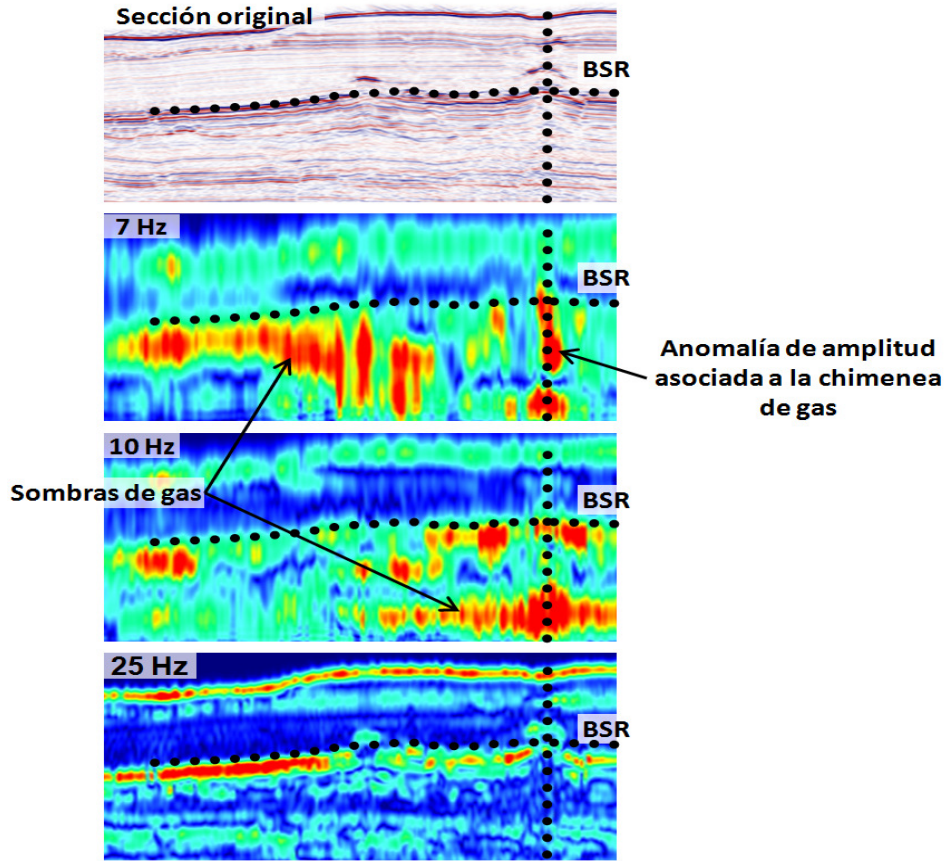 Sección original
BSR
7 Hz
BSR
Anomalía de amplitud
asociada a la chimenea
de gas
10 Hz
Sombras de gas
BSR
25 Hz
BSR